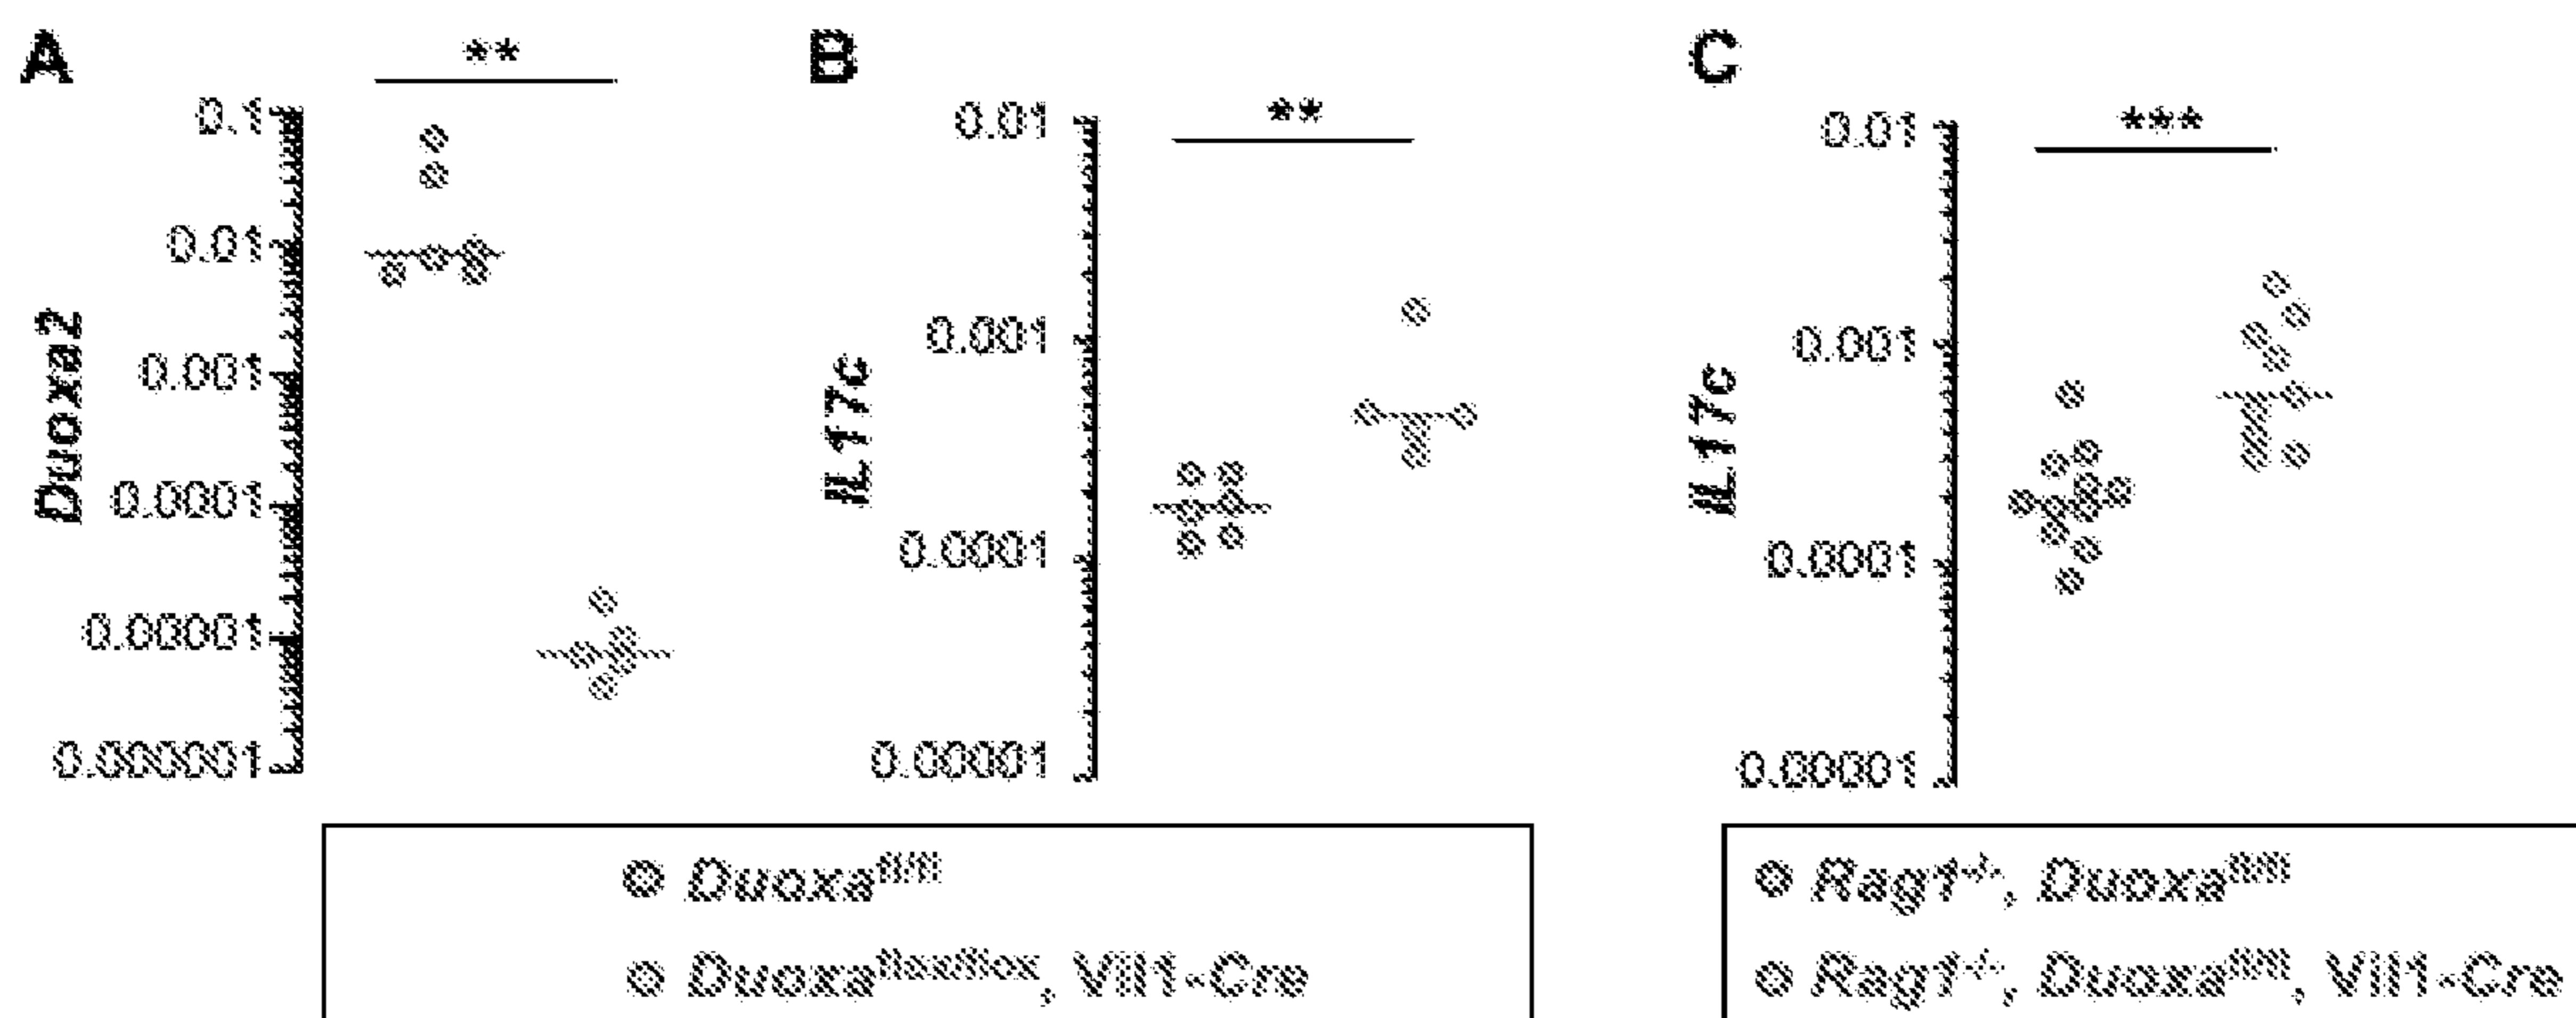 A
**
0.1
0.01
0.001
0.0001
0.00001
0.000001
Duoxa2
B
**
0.01
0.001
0.0001
0.00001
IL17c
C
***
0.01
0.001
0.0001
0.00001
IL17c
Duoxa^fl/fl
Duoxa^flox/flox, Vil1-Cre
Rag1^-/-, Duoxa^fl/fl
Rag1^-/-, Duoxa^fl/fl, Vil1-Cre